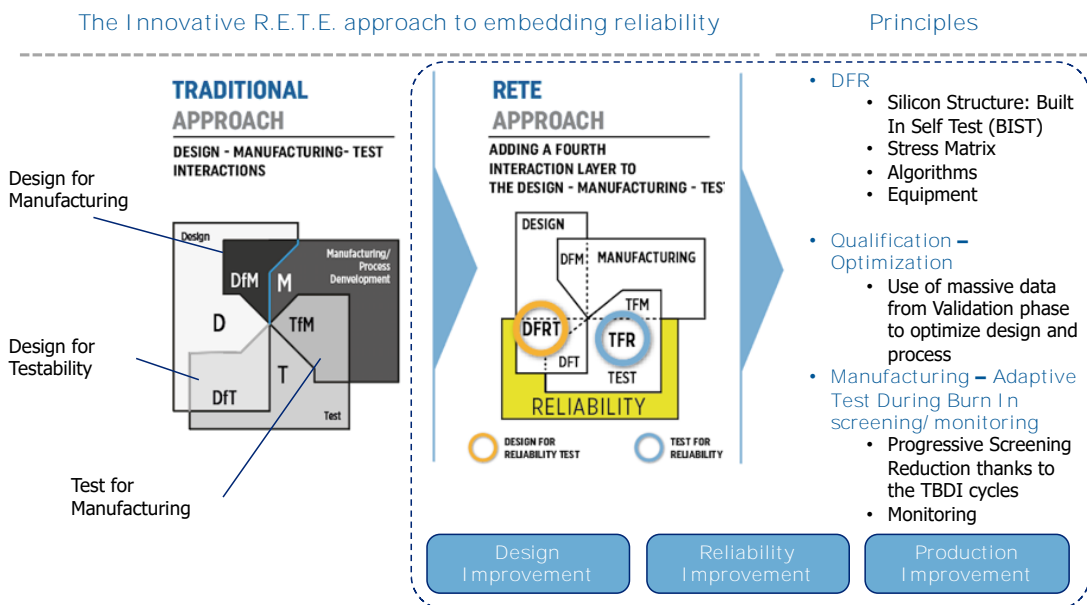 The Innovative R.E.T.E. approach to embedding reliability
Principles
TRADITIONAL
APPROACH
DESIGN - MANUFACTURING- TEST
INTERACTIONS
Design for
Manufacturing
Design for
Testability
Test for
Manufacturing
Design
Manufacturing/
Process
Denvelopment
DfM
M
D
TfM
T
DfT
Test
RETE
APPROACH
ADDING A FOURTH
INTERACTION LAYER TO
THE DESIGN - MANUFACTURING - TES
DESIGN
DFM
MANUFACTURING
TFM
DFRT
TFR
DFT
TEST
RELIABILITY
DESIGN FOR
RELIABILITY TEST
TEST FOR
RELIABILITY
• DFR
• Silicon Structure: Built
In Self Test (BIST)
• Stress Matrix
• Algorithms
• Equipment
• Qualification –
Optimization
• Use of massive data
from Validation phase
to optimize design and
process
• Manufacturing – Adaptive
Test During Burn In
screening/monitoring
• Progressive Screening
Reduction thanks to
the TBDI cycles
• Monitoring
Design
Improvement
Reliability
Improvement
Production
Improvement